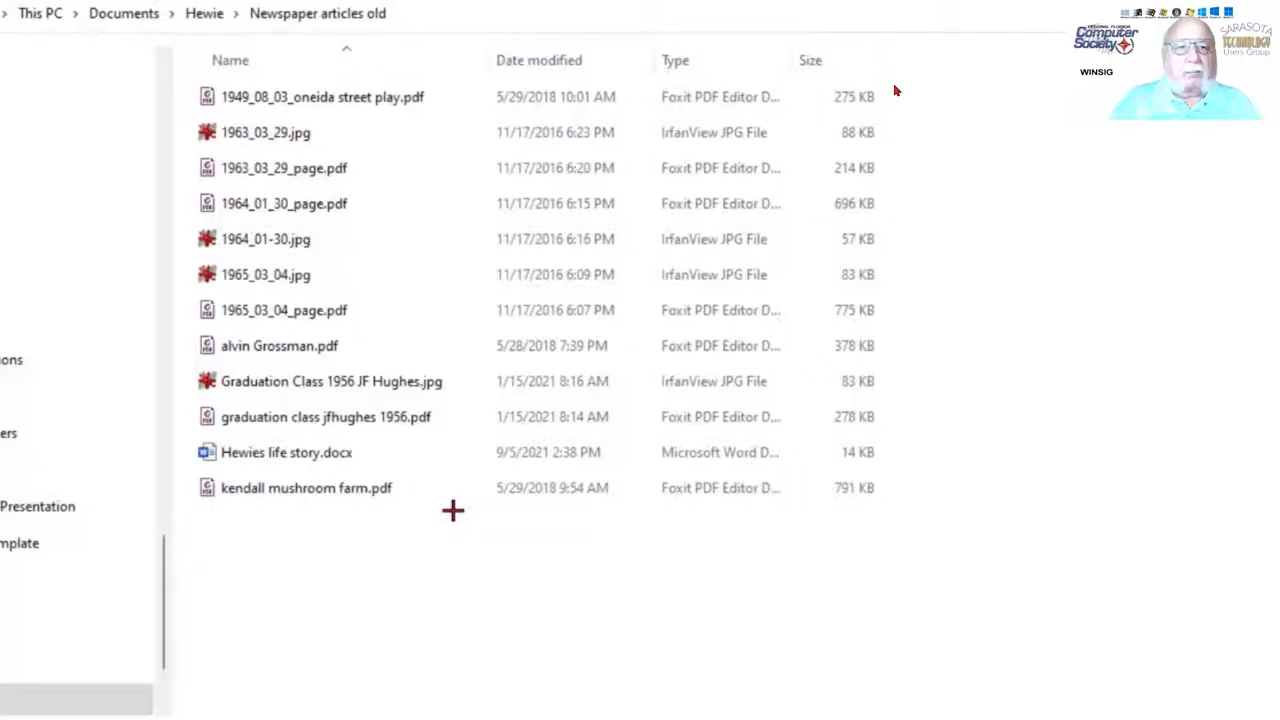 This PC > Documents > Hewie > Newspaper articles old
CENTRAL FLORIDA
Computer
Society
SARASOTA
TECHNOLOGY
Users Group
WINSIG
Name Date modified Type Size
1949_08_03_oneida street play.pdf 5/29/2018 10:01 AM Foxit PDF Editor D... 275 KB
1963_03_29.jpg 11/17/2016 6:23 PM IrfanView JPG File 88 KB
1963_03_29_page.pdf 11/17/2016 6:20 PM Foxit PDF Editor D... 214 KB
1964_01_30_page.pdf 11/17/2016 6:15 PM Foxit PDF Editor D... 696 KB
1964_01-30.jpg 11/17/2016 6:16 PM IrfanView JPG File 57 KB
1965_03_04.jpg 11/17/2016 6:09 PM IrfanView JPG File 83 KB
1965_03_04_page.pdf 11/17/2016 6:07 PM Foxit PDF Editor D... 775 KB
alvin Grossman.pdf 5/28/2018 7:39 PM Foxit PDF Editor D... 378 KB
ions
Graduation Class 1956 JF Hughes.jpg 1/15/2021 8:16 AM IrfanView JPG File 83 KB
graduation class jfhughes 1956.pdf 1/15/2021 8:14 AM Foxit PDF Editor D... 278 KB
ers
Hewies life story.docx 9/5/2021 2:38 PM Microsoft Word D... 14 KB
kendall mushroom farm.pdf 5/29/2018 9:54 AM Foxit PDF Editor D... 791 KB
Presentation
mplate